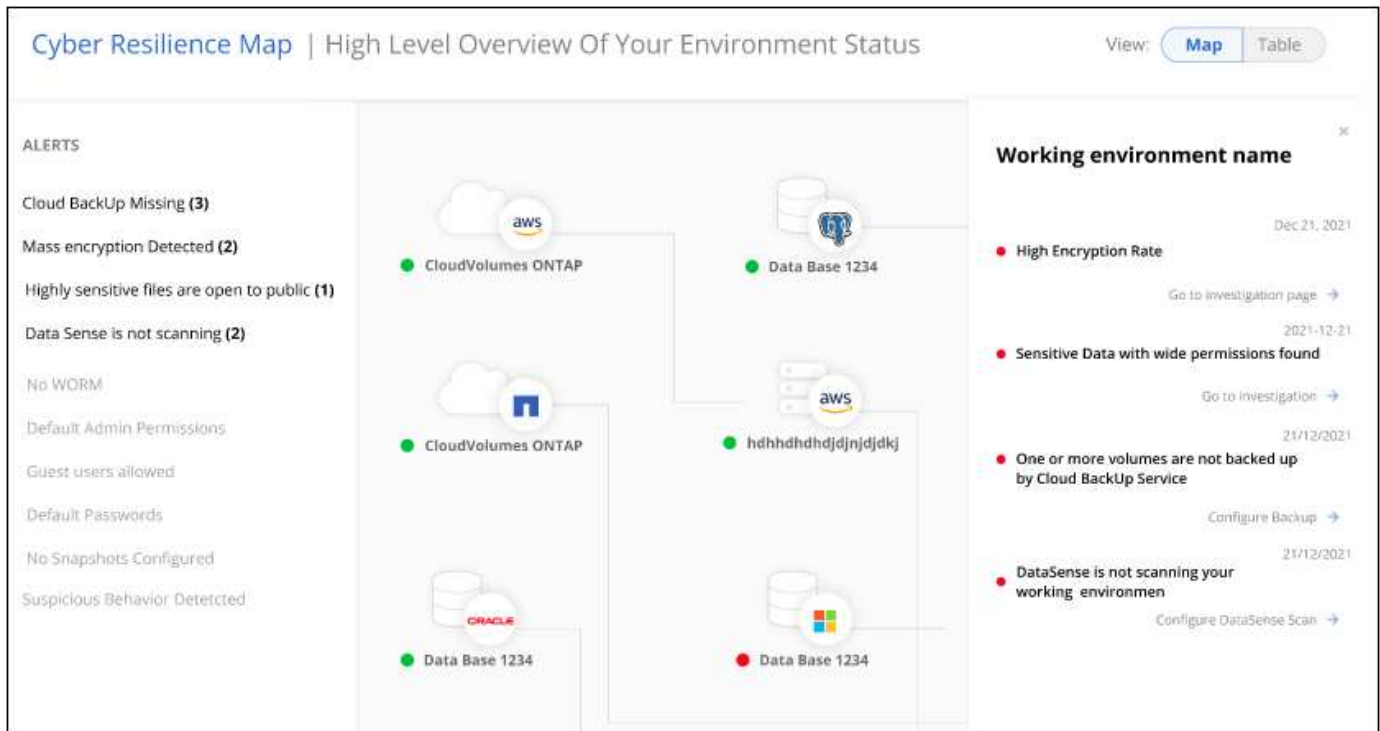 Cyber Resilience Map | High Level Overview Of Your Environment Status
View: Map Table
ALERTS
Cloud BackUp Missing (3)
Mass encryption Detected (2)
Highly sensitive files are open to public (1)
Data Sense is not scanning (2)
No WORM
Default Admin Permissions
Guest users allowed
Default Passwords
No Snapshots Configured
Suspicious Behavior Detetcted
aws
CloudVolumes ONTAP
Data Base 1234
CloudVolumes ONTAP
aws
hdhhdhdhdjdjnjdjdkj
ORACLE
Data Base 1234
Data Base 1234
×
Working environment name
Dec 21, 2021
High Encryption Rate
Go to investigation page →
2021-12-21
Sensitive Data with wide permissions found
Go to investigation →
21/12/2021
One or more volumes are not backed up
by Cloud BackUp Service
Configure Backup →
21/12/2021
DataSense is not scanning your
working environmen
Configure DataSense Scan →